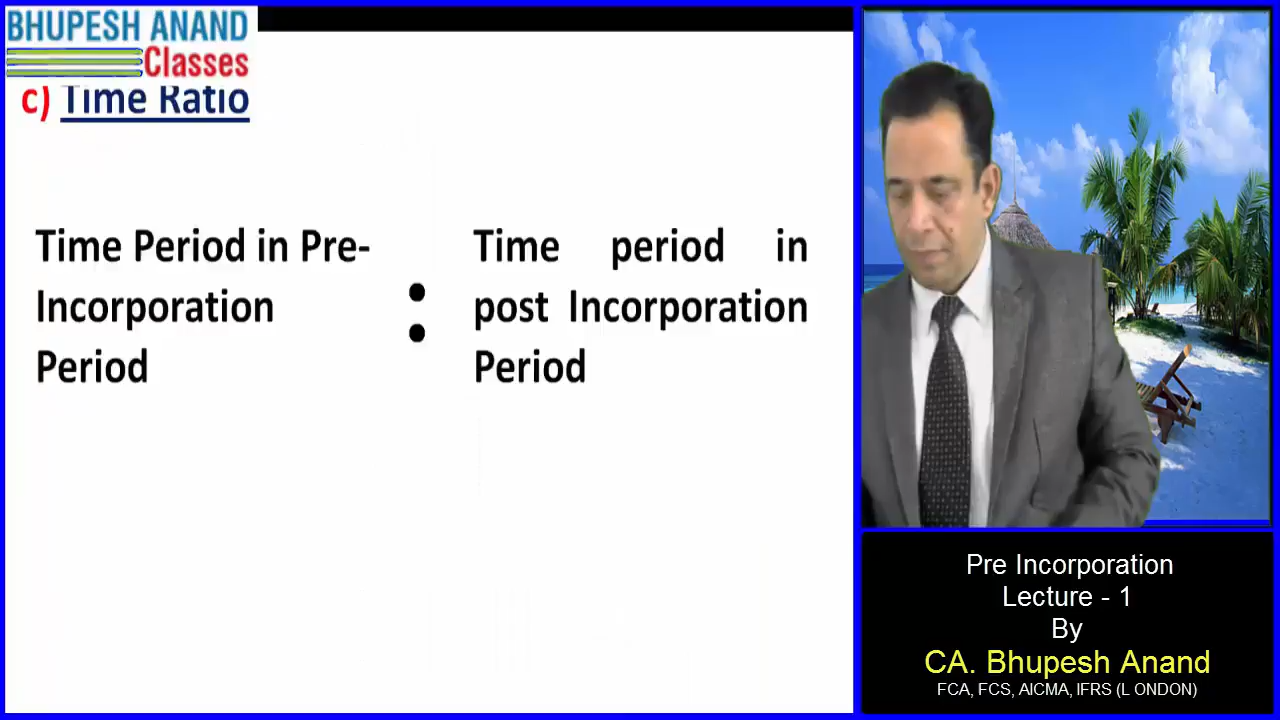 BHUPESH ANAND
Classes
c) Time Ratio
Time Period in Pre-
Incorporation
Period
:
Time period in
post Incorporation
Period
Pre Incorporation
Lecture - 1
By
CA. Bhupesh Anand
FCA, FCS, AICMA, IFRS (L ONDON)